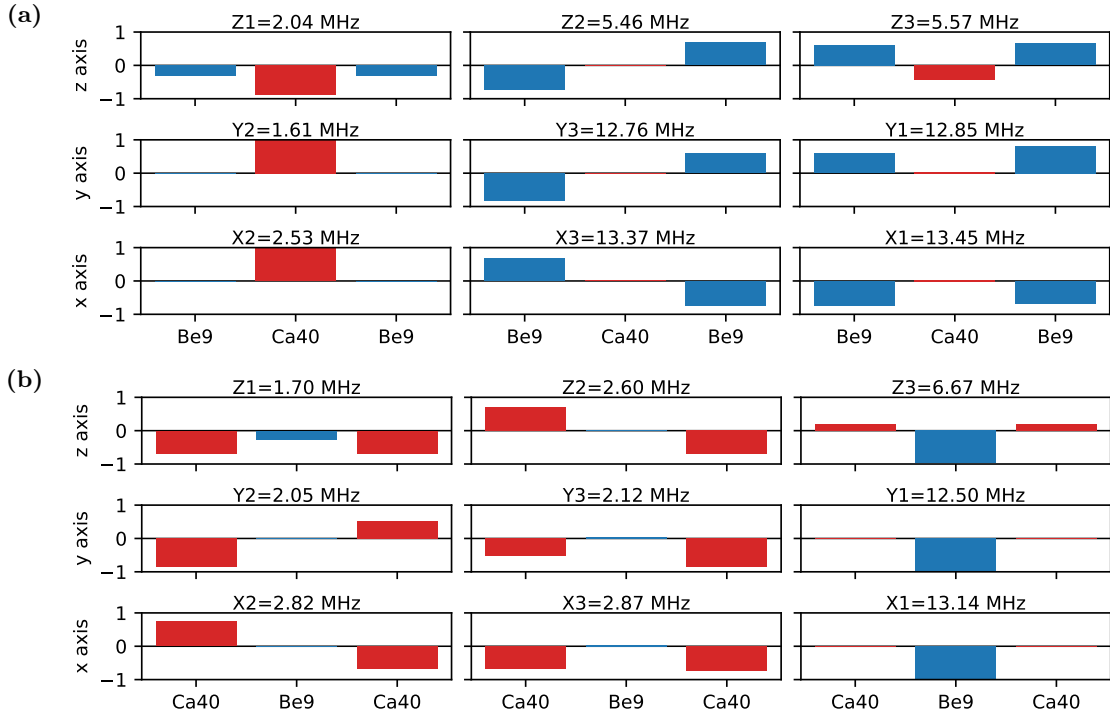 (a)
Z1=2.04 MHz Z2=5.46 MHz Z3=5.57 MHz
z axis
1
0
−1
Y2=1.61 MHz Y3=12.76 MHz Y1=12.85 MHz
y axis
1
0
−1
X2=2.53 MHz X3=13.37 MHz X1=13.45 MHz
x axis
1
0
−1
Be9 Ca40 Be9 Be9 Ca40 Be9 Be9 Ca40 Be9
(b)
Z1=1.70 MHz Z2=2.60 MHz Z3=6.67 MHz
z axis
1
0
−1
Y2=2.05 MHz Y3=2.12 MHz Y1=12.50 MHz
y axis
1
0
−1
X2=2.82 MHz X3=2.87 MHz X1=13.14 MHz
x axis
1
0
−1
Ca40 Be9 Ca40 Ca40 Be9 Ca40 Ca40 Be9 Ca40